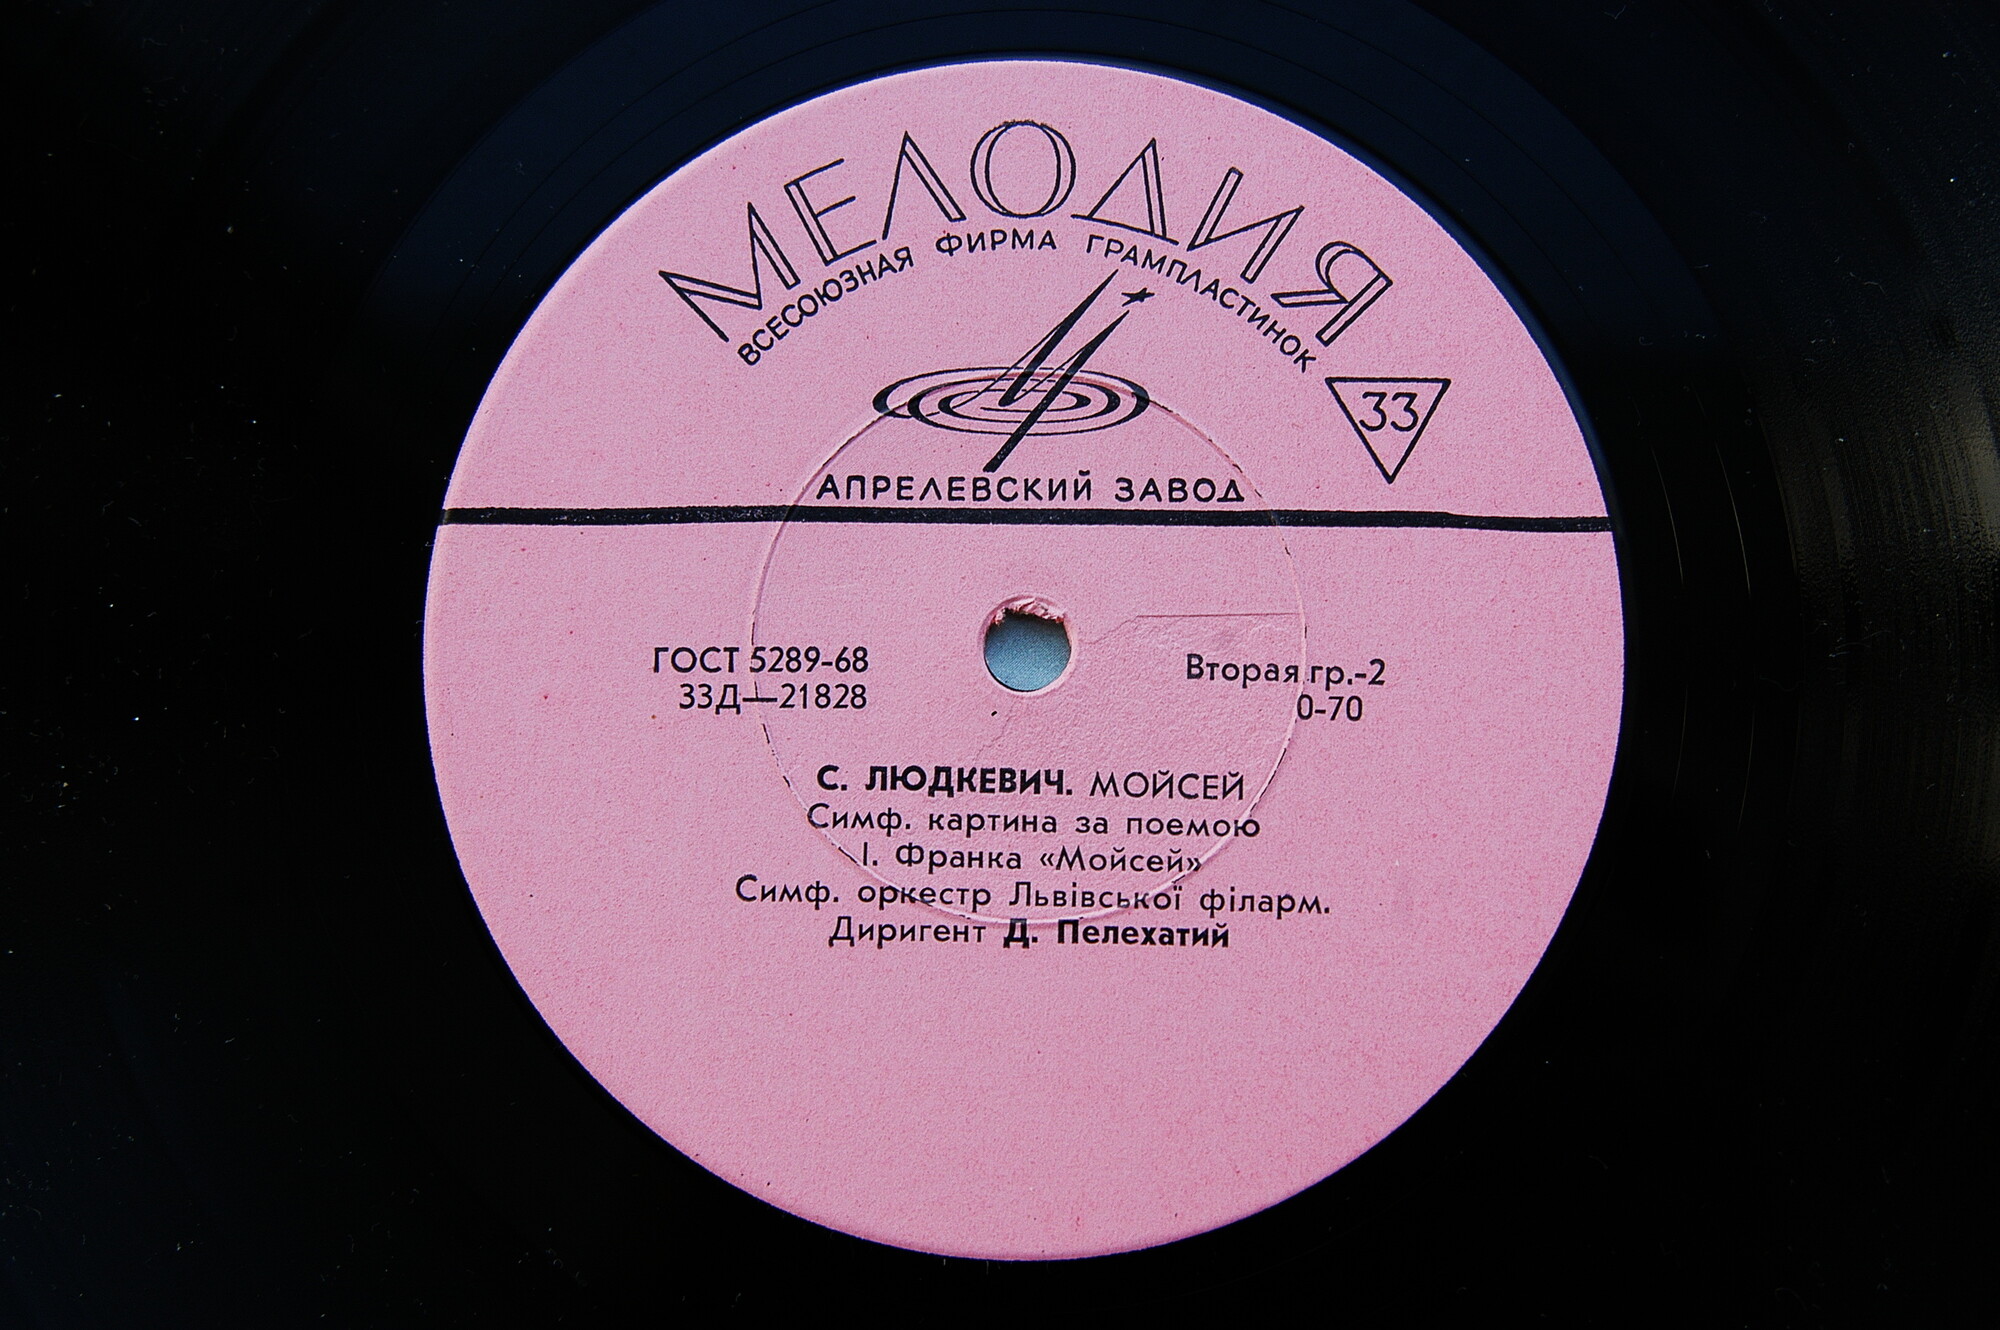 МЕЛОДИЯ
ВСЕСОЮЗНАЯ ФИРМА ГРАМПЛАСТИНОК
33
АПРЕЛЕВСКИЙ ЗАВОД
ГОСТ 5289-68
33Д—21828
Вторая гр.-2
0-70
С. ЛЮДКЕВИЧ. МОЙСЕЙ
Симф. картина за поемою
І. Франка «Мойсей»
Симф. оркестр Львівської філарм.
Диригент Д. Пелехатий